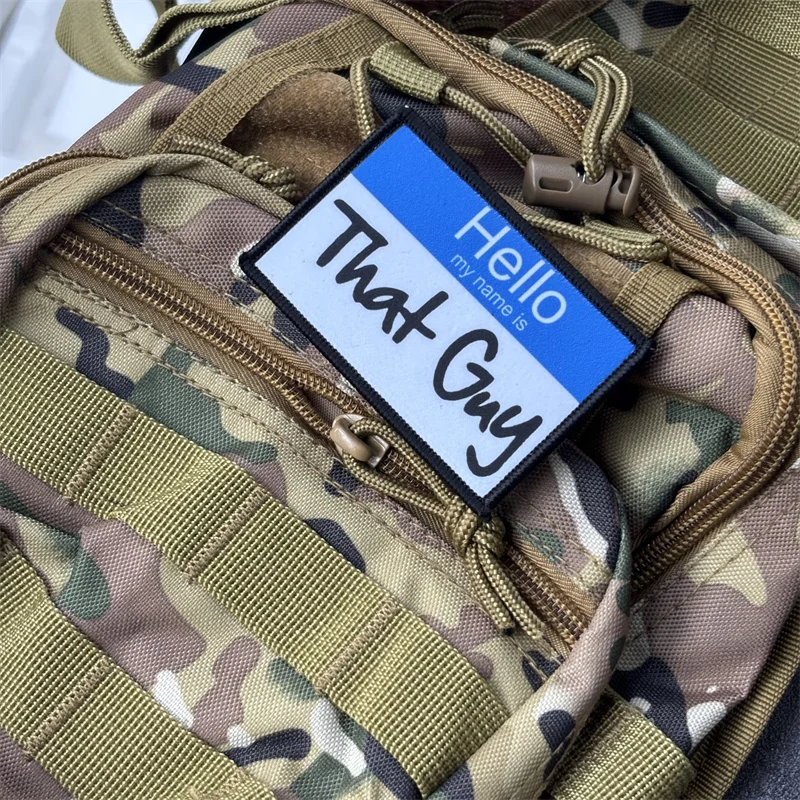 Hello
my name is
That Guy